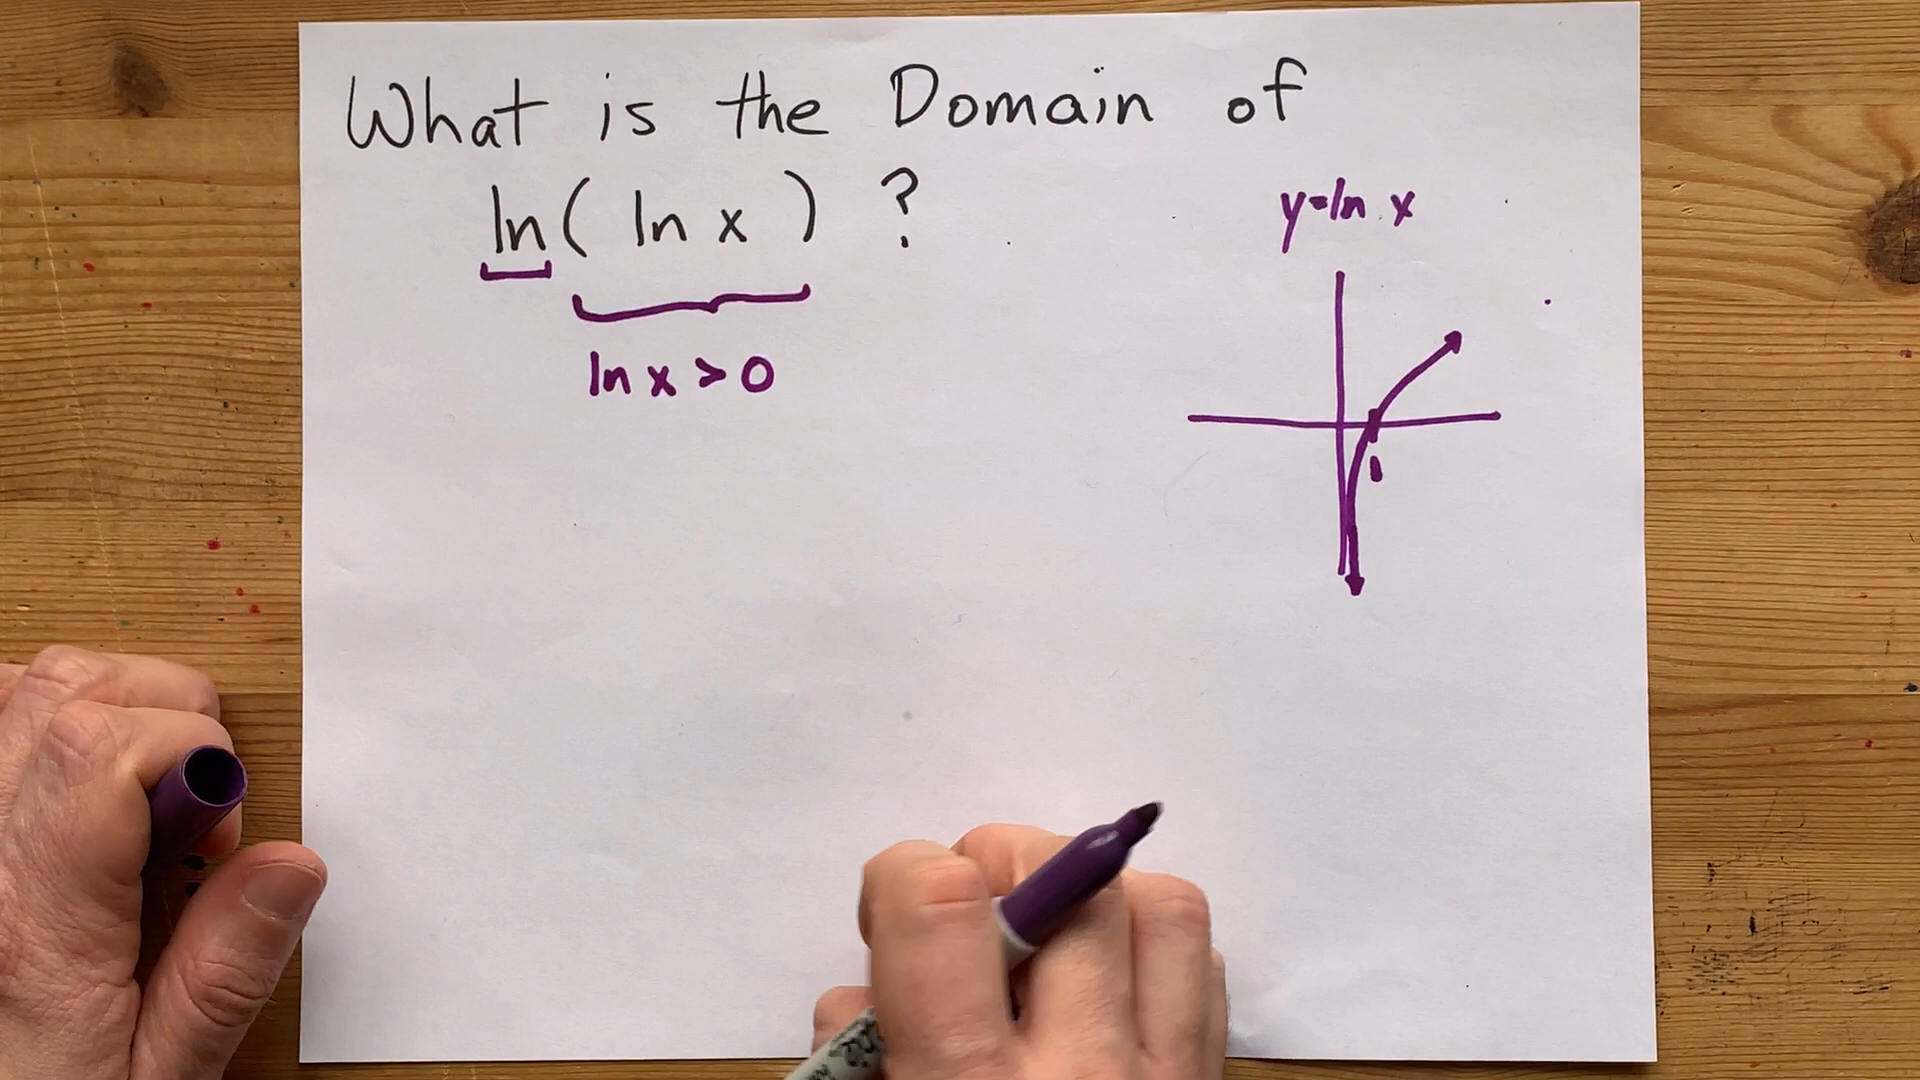 What is the Domain of
ln( ln x ) ?
ln x > 0
y=ln x
1